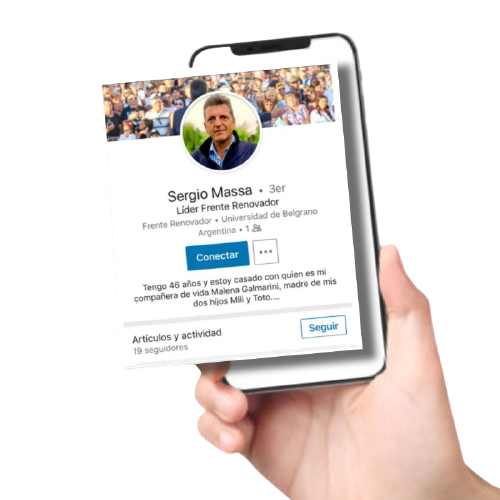 Sergio Massa • 3er
Líder Frente Renovador
Frente Renovador • Universidad de Belgrano
Argentina • 1
Conectar
Tengo 46 años y estoy casado con quien es mi
compañera de vida Malena Galmarini, madre de mis
dos hijos Mili y Toto....
Artículos y actividad
Seguir
19 seguidores